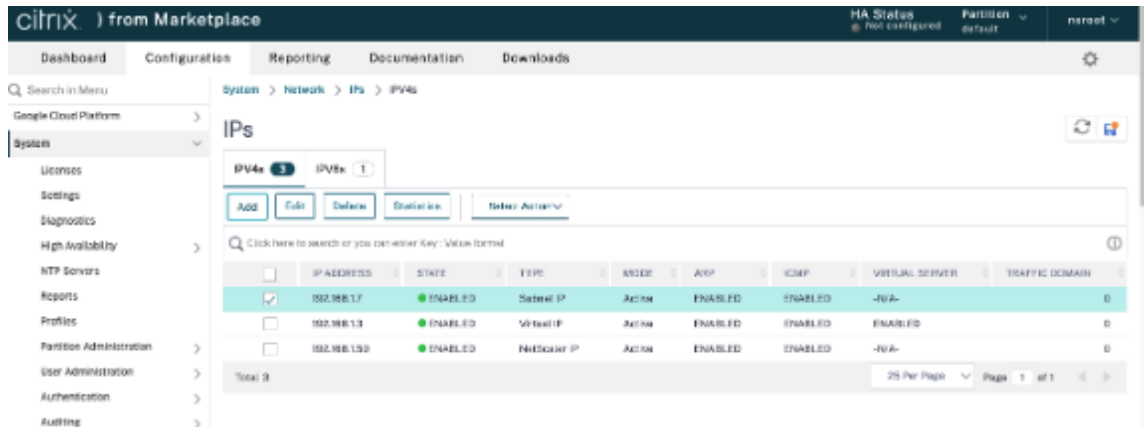 citrix. ) from Marketplace
HA Status
Not configured
Partition
default
nsroot
Dashboard Configuration Reporting Documentation Downloads
Search in Menu
System > Network > IPs > IPV4s
Google Cloud Platform
IPs
System
Licenses
IPV4s 3 IPV6s 1
Settings
Add Edit Delete Statistics Select Action
Diagnostics
High Availability
Click here to search or you can enter Key : Value format
NTP Servers
IP ADDRESS STATE TYPE MODE ARP ICMP VIRTUAL SERVER TRAFFIC DOMAIN
Reports
192.168.1.7 ENABLED Subnet IP Active ENABLED ENABLED -N/A- 0
Profiles
192.168.1.3 ENABLED Virtual IP Active ENABLED ENABLED ENABLED 0
Partition Administration
ENABLED NetScaler IP Active ENABLED ENABLED -N/A- 0
User Administration
Total 3 25 Per Page Page 1 of 1
Authentication
Auditing